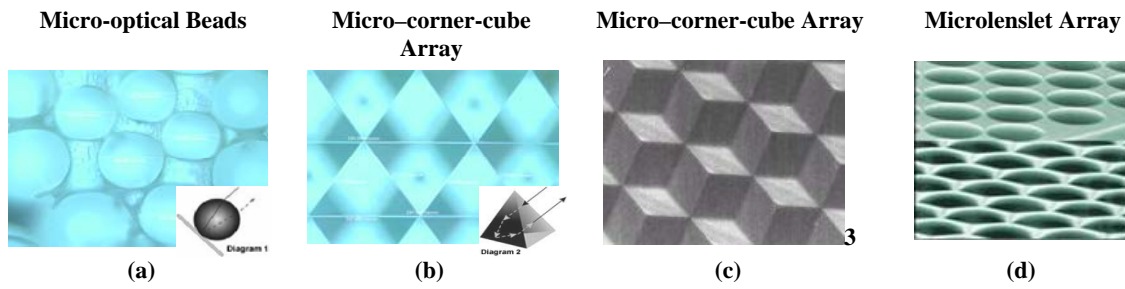 Micro-optical Beads
Micro–corner-cube
Array
Micro–corner-cube Array
Microlenslet Array
Diagram 1
Diagram 2
3
(a)
(b)
(c)
(d)